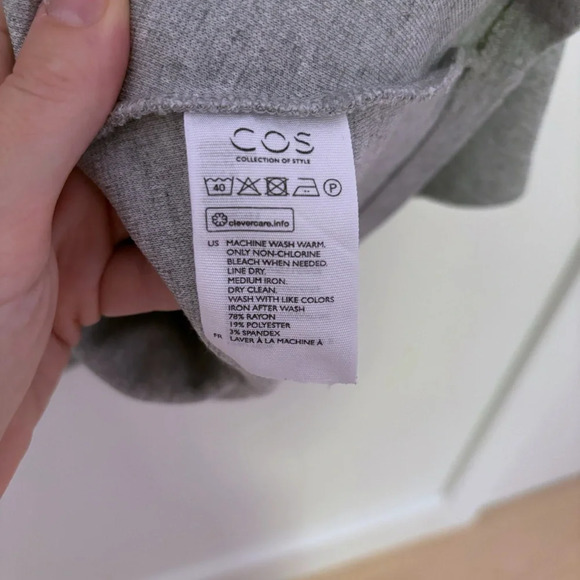 COS
COLLECTION OF STYLE
40 P
clevercare.info
US MACHINE WASH WARM.
ONLY NON-CHLORINE
BLEACH WHEN NEEDED.
LINE DRY.
MEDIUM IRON.
DRY CLEAN.
WASH WITH LIKE COLORS
IRON AFTER WASH
78% RAYON
19% POLYESTER
3% SPANDEX
FR LAVER À LA MACHINE À